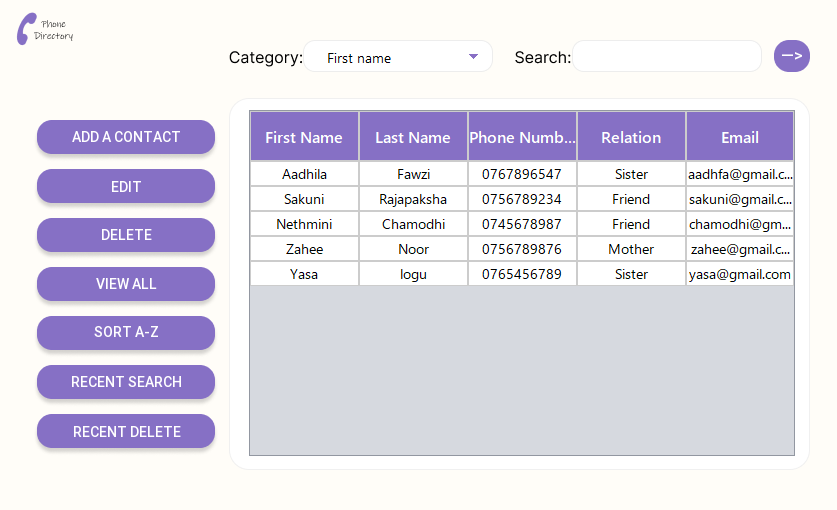 Phone
Directory
Category: First name Search: —>
ADD A CONTACT
EDIT
DELETE
VIEW ALL
SORT A-Z
RECENT SEARCH
RECENT DELETE
First Name Last Name Phone Numb... Relation Email
Aadhila Fawzi 0767896547 Sister aadhfa@gmail.c...
Sakuni Rajapaksha 0756789234 Friend sakuni@gmail.c...
Nethmini Chamodhi 0745678987 Friend chamodhi@gm...
Zahee Noor 0756789876 Mother zahee@gmail.c...
Yasa logu 0765456789 Sister yasa@gmail.com